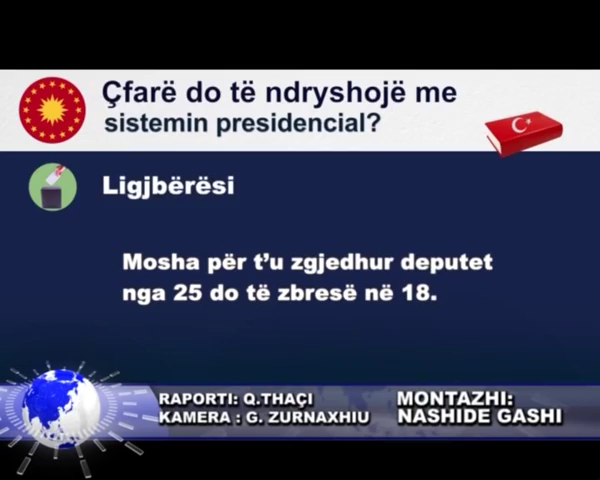 Çfarë do të ndryshojë me
sistemin presidencial?
Ligjbërësi
Mosha për t'u zgjedhur deputet
nga 25 do të zbresë në 18.
RAPORTI: Q.THAÇI
KAMERA : G. ZURNAXHIU
MONTAZHI:
NASHIDE GASHI